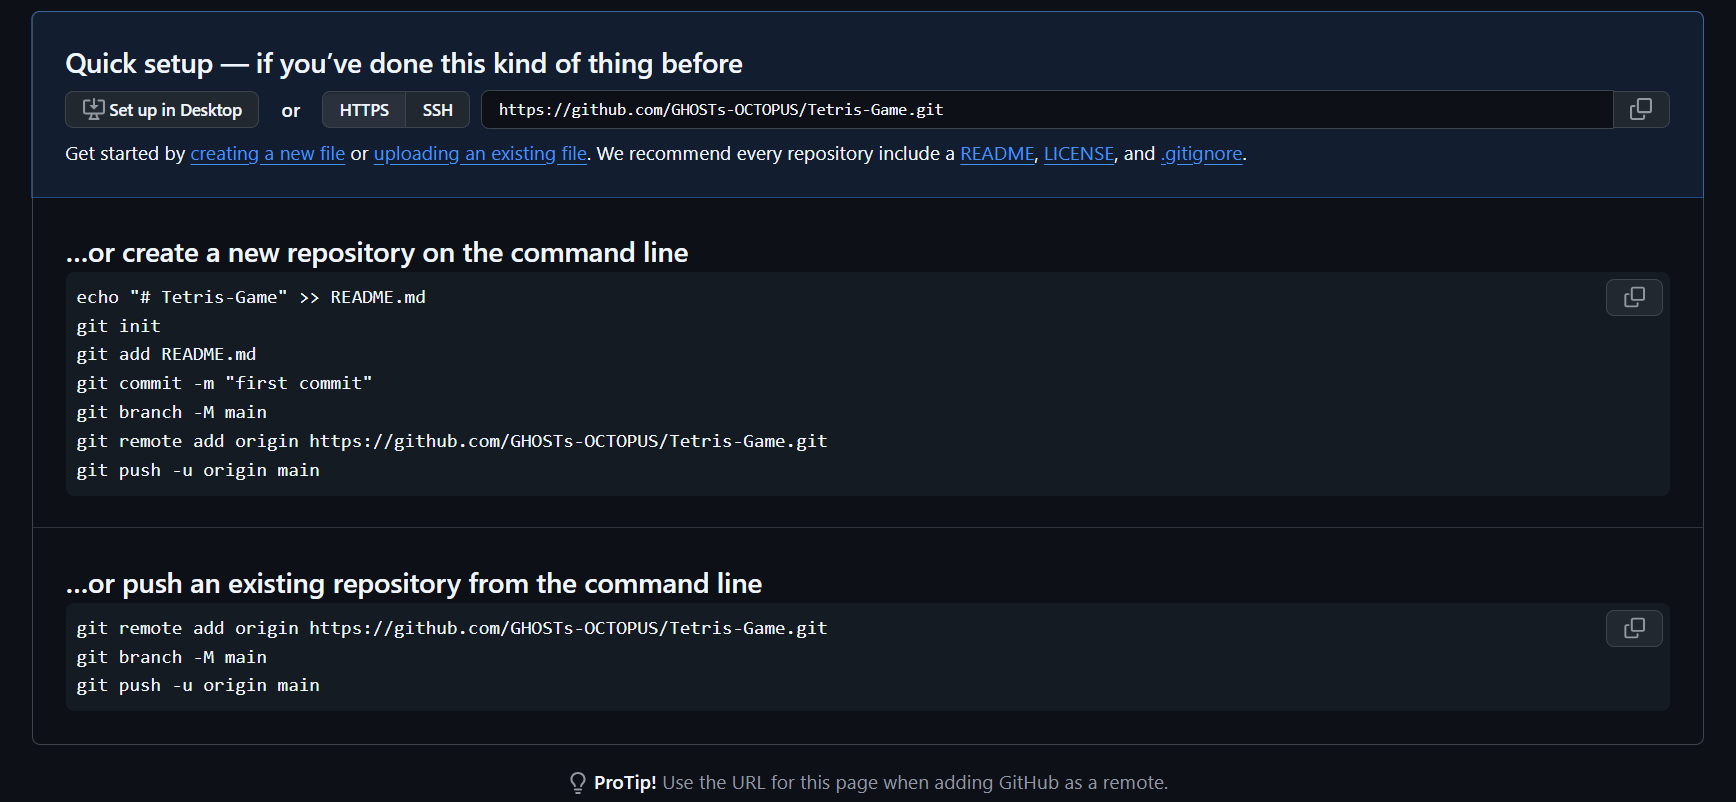 Quick setup — if you’ve done this kind of thing before
Set up in Desktop or HTTPS SSH https://github.com/GHOSTs-OCTOPUS/Tetris-Game.git
Get started by creating a new file or uploading an existing file. We recommend every repository include a README, LICENSE, and .gitignore.
…or create a new repository on the command line
echo "# Tetris-Game" >> README.md
git init
git add README.md
git commit -m "first commit"
git branch -M main
git remote add origin https://github.com/GHOSTs-OCTOPUS/Tetris-Game.git
git push -u origin main
…or push an existing repository from the command line
git remote add origin https://github.com/GHOSTs-OCTOPUS/Tetris-Game.git
git branch -M main
git push -u origin main
ProTip! Use the URL for this page when adding GitHub as a remote.